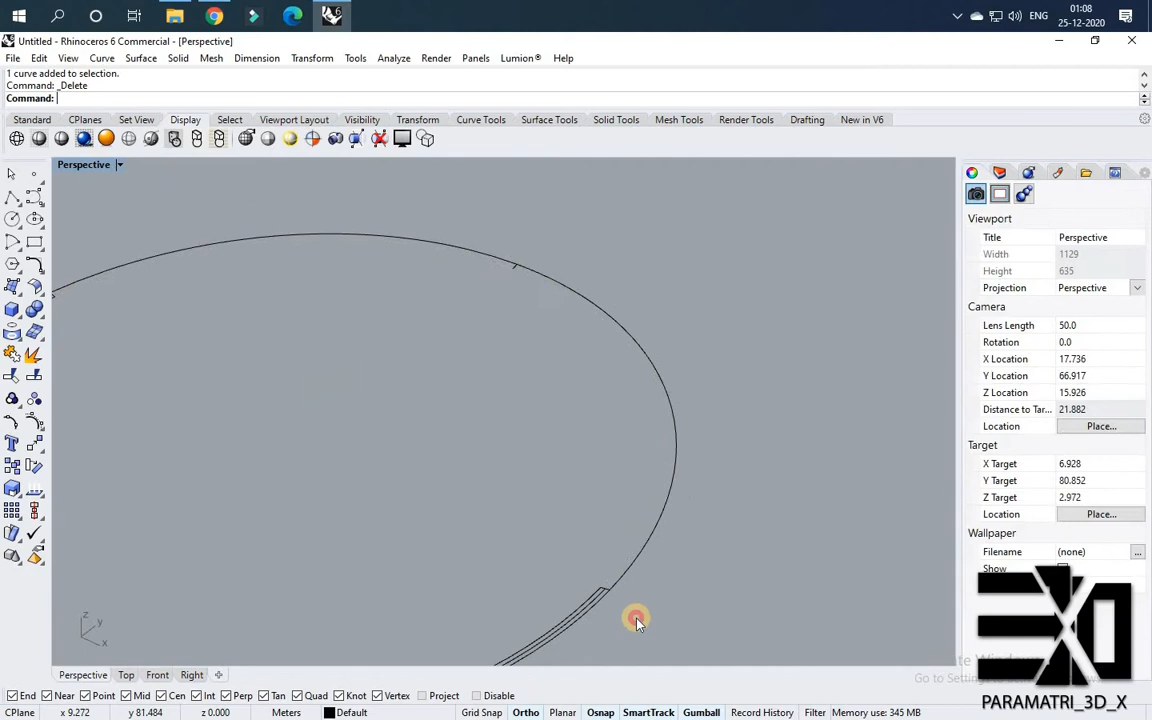 ENG
01:08
25-12-2020
Untitled - Rhinoceros 6 Commercial - [Perspective]
File Edit View Curve Surface Solid Mesh Dimension Transform Tools Analyze Render Panels Lumion® Help
1 curve added to selection.
Command: _Delete
Command:
Standard CPlanes Set View Display Select Viewport Layout Visibility Transform Curve Tools Surface Tools Solid Tools Mesh Tools Render Tools Drafting New in V6
Perspective
Viewport
Title Perspective
Width 1129
Height 635
Projection Perspective
Camera
Lens Length 50.0
Rotation 0.0
X Location 17.736
Y Location 66.917
Z Location 15.926
Distance to Tar... 21.882
Location Place...
Target
X Target 6.928
Y Target 80.852
Z Target 2.972
Location Place...
Wallpaper
Filename (none) ...
Show
z
y
x
Go to Settings
PARAMATRI_3D_X
Perspective Top Front Right
End Near Point Mid Cen Int Perp Tan Quad Knot Vertex Project Disable
CPlane x 9.272 y 81.484 z 0.000 Meters Default Grid Snap Ortho Planar Osnap SmartTrack Gumball Record History Filter Memory use: 345 MB